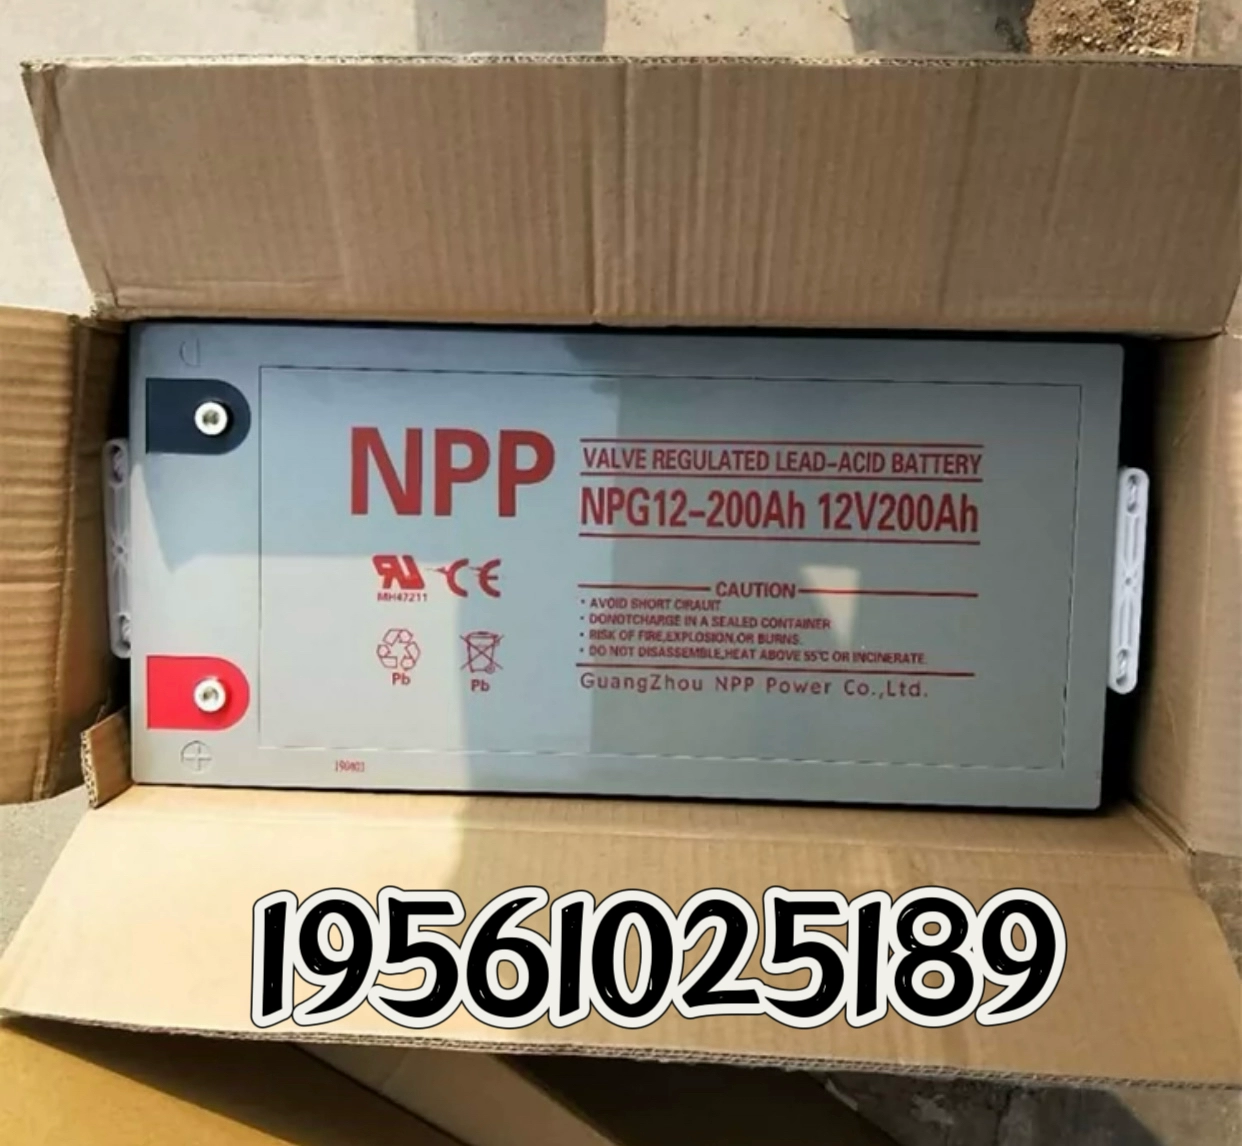 NPP
VALVE REGULATED LEAD-ACID BATTERY
NPG12-200Ah 12V200Ah
MH47211
CE
CAUTION
• AVOID SHORT CIRAUIT
• DONOTCHARGE IN A SEALED CONTAINER
• RISK OF FIRE,EXPLOSION,OR BURNS.
• DO NOT DISASSEMBLE,HEAT ABOVE 55℃ OR INCINERATE.
Pb
Pb
GuangZhou NPP Power Co.,Ltd.
19561025189